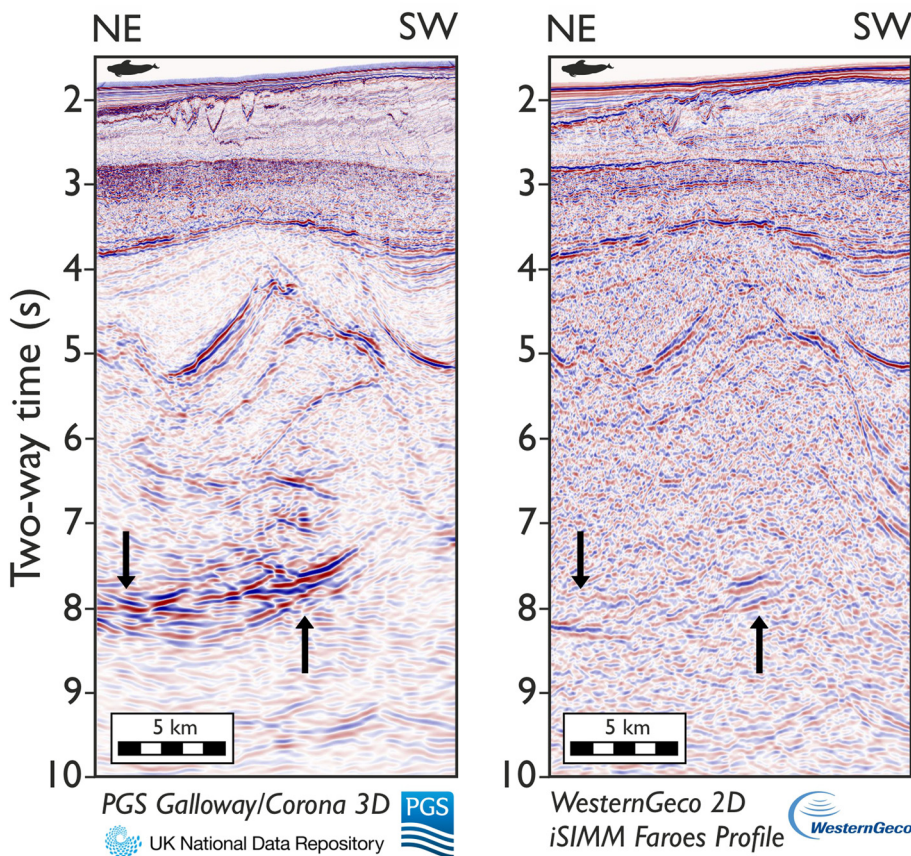 NE
SW
NE
SW
Two-way time (s)
2
3
4
5
6
7
8
9
10
5 km
2
3
4
5
6
7
8
9
10
5 km
PGS Galloway/Corona 3D
UK National Data Repository
PGS
WesternGeco 2D
iSIMM Faroes Profile
WesternGeco